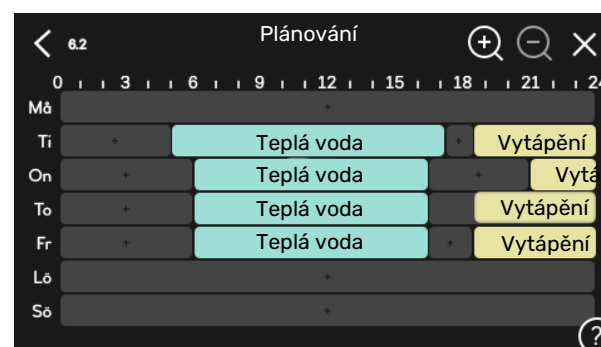 6.2 Plánování
0 3 6 9 12 15 18 21 24
Må
Ti Teplá voda Vytápění
On Teplá voda Vytá
To Teplá voda Vytápění
Fr Teplá voda Vytápění
Lö
Sö
?